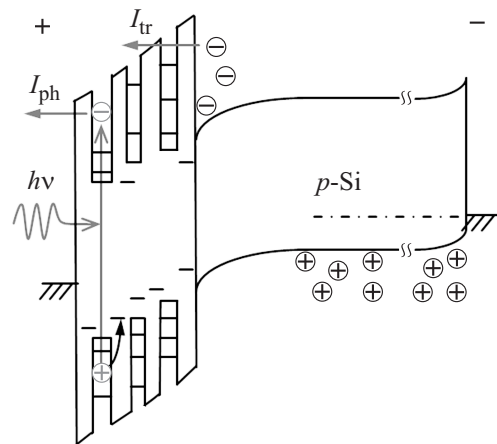 + −
I_tr
I_ph
hν
p-Si